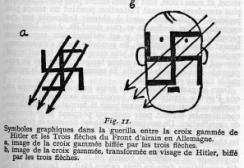 a
b
Fig. 11.
Symboles graphiques dans la guerilla entre la croix gammée de
Hitler et les Trois flèches du Front d'airain en Allemagne.
a, image de la croix gammée biffée par les trois flèches.
b, image de la croix gammée, transformée en visage de Hitler, biffé
par les trois flèches.